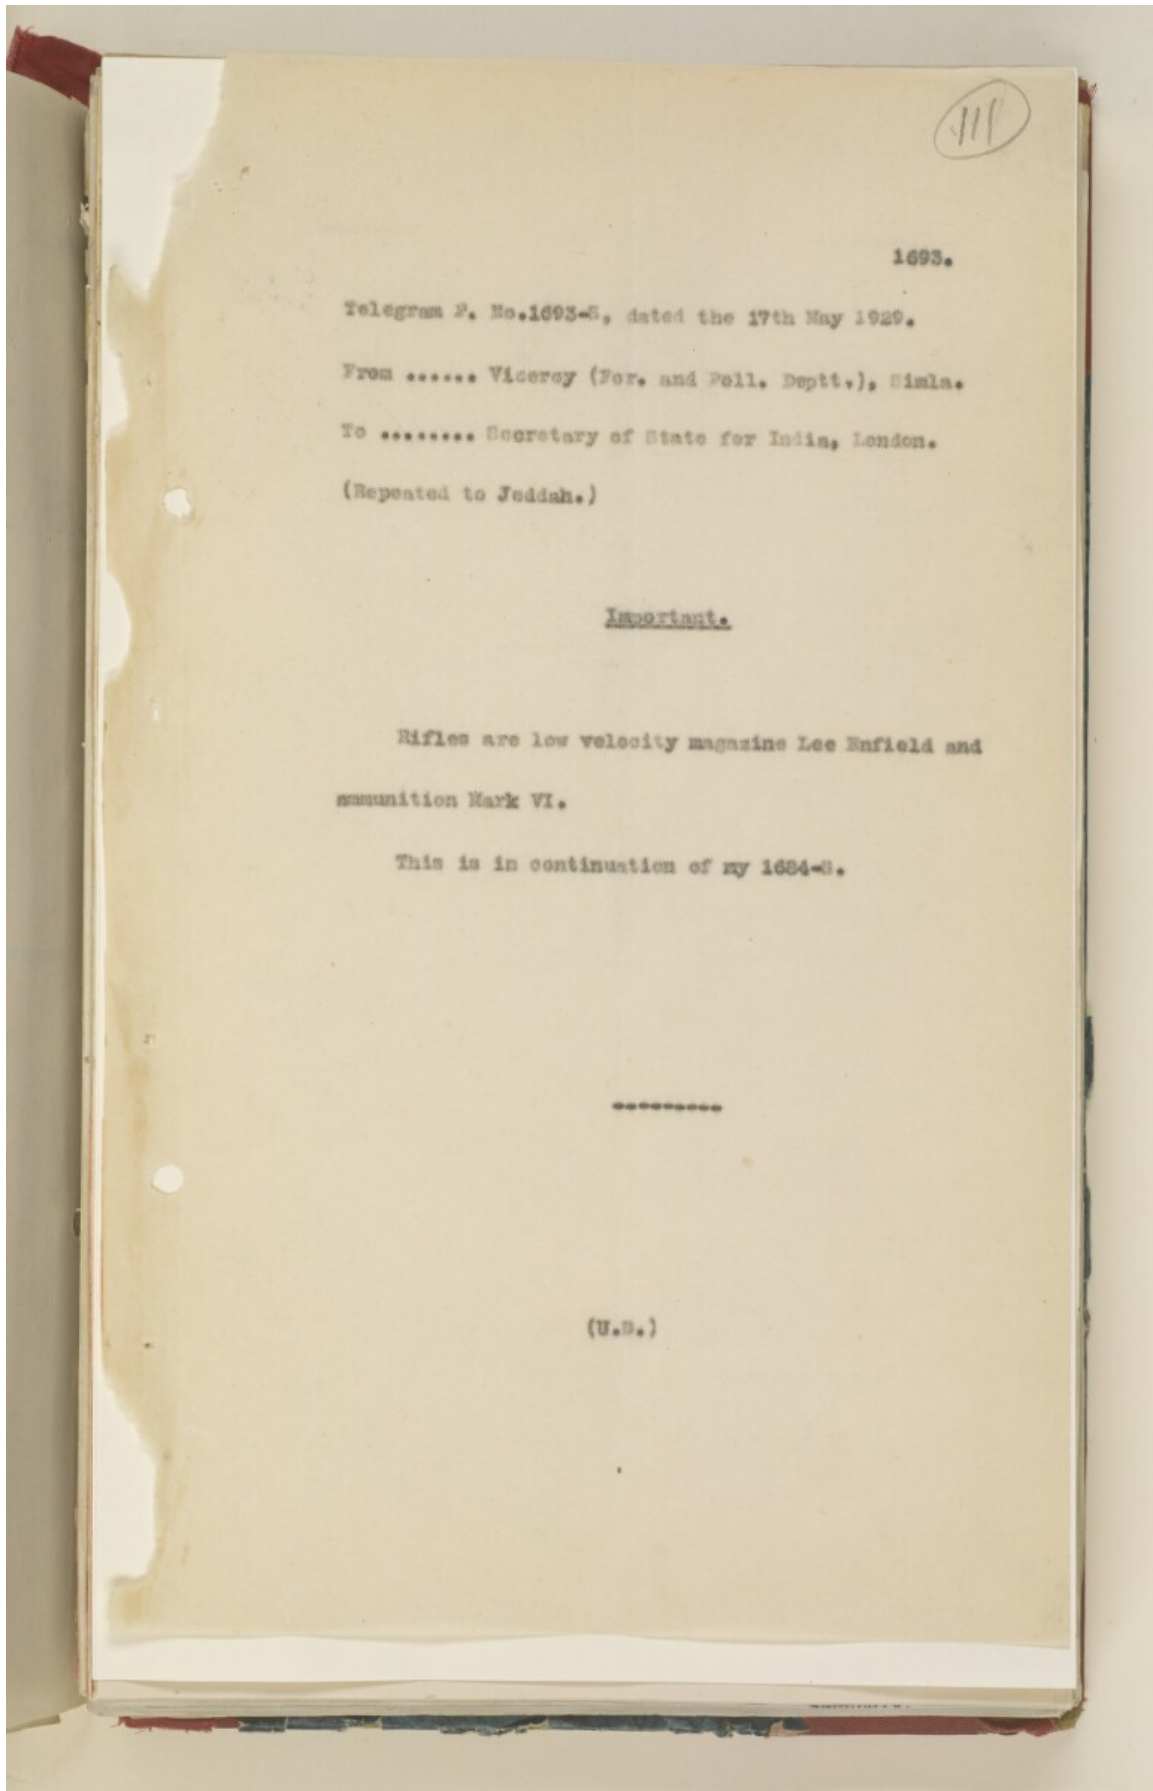 111
1693.
Telegram P. No.1693-S, dated the 17th May 1929.
From ...... Viceroy (For. and Poll. Deptt.), Simla.
To ........ Secretary of State for India, London.
(Repeated to Jeddah.)
Important.
Rifles are low velocity magazine Lee Enfield and
ammunition Mark VI.
This is in continuation of my 1684-S.
---------